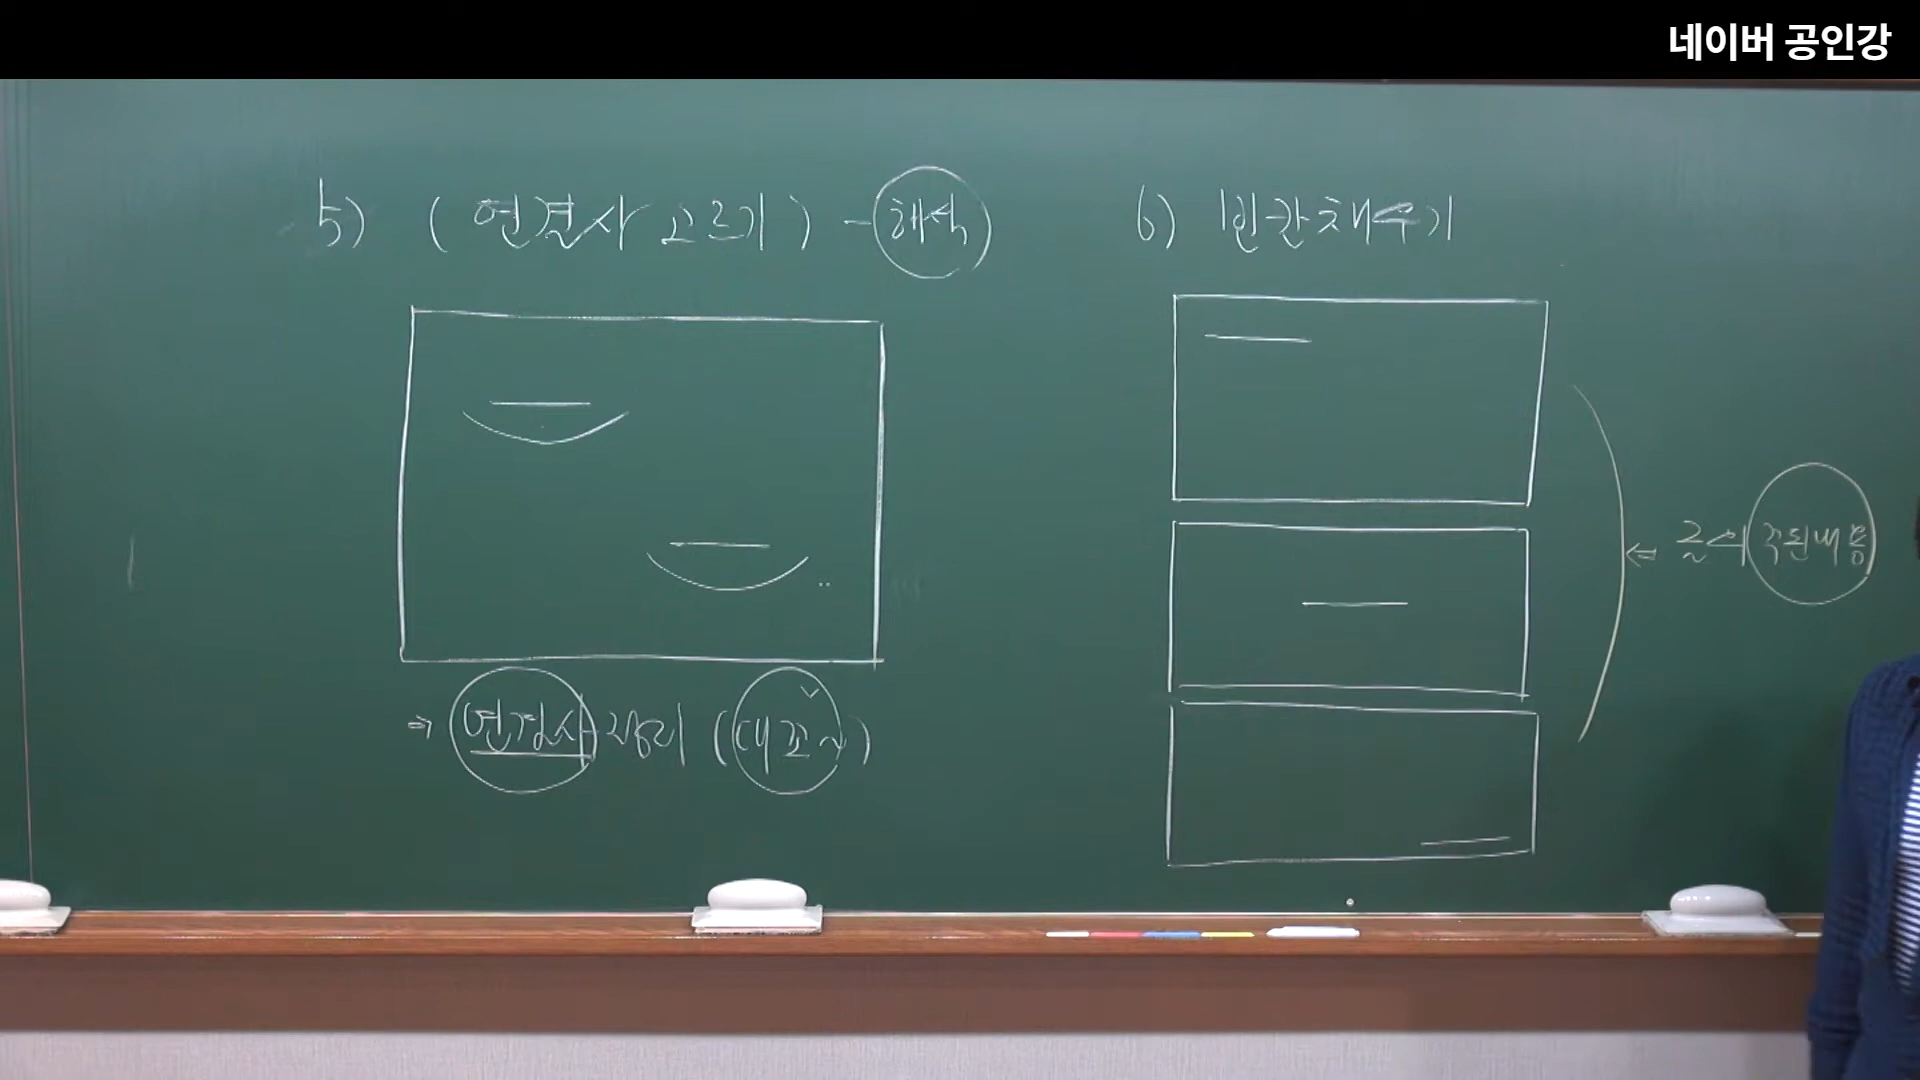 네이버 공인강
5) (연결사 고르기) - 해석
⇒ 연결사 정리 (대조~)
6) 빈칸채우기
⇐ 글의 주된내용